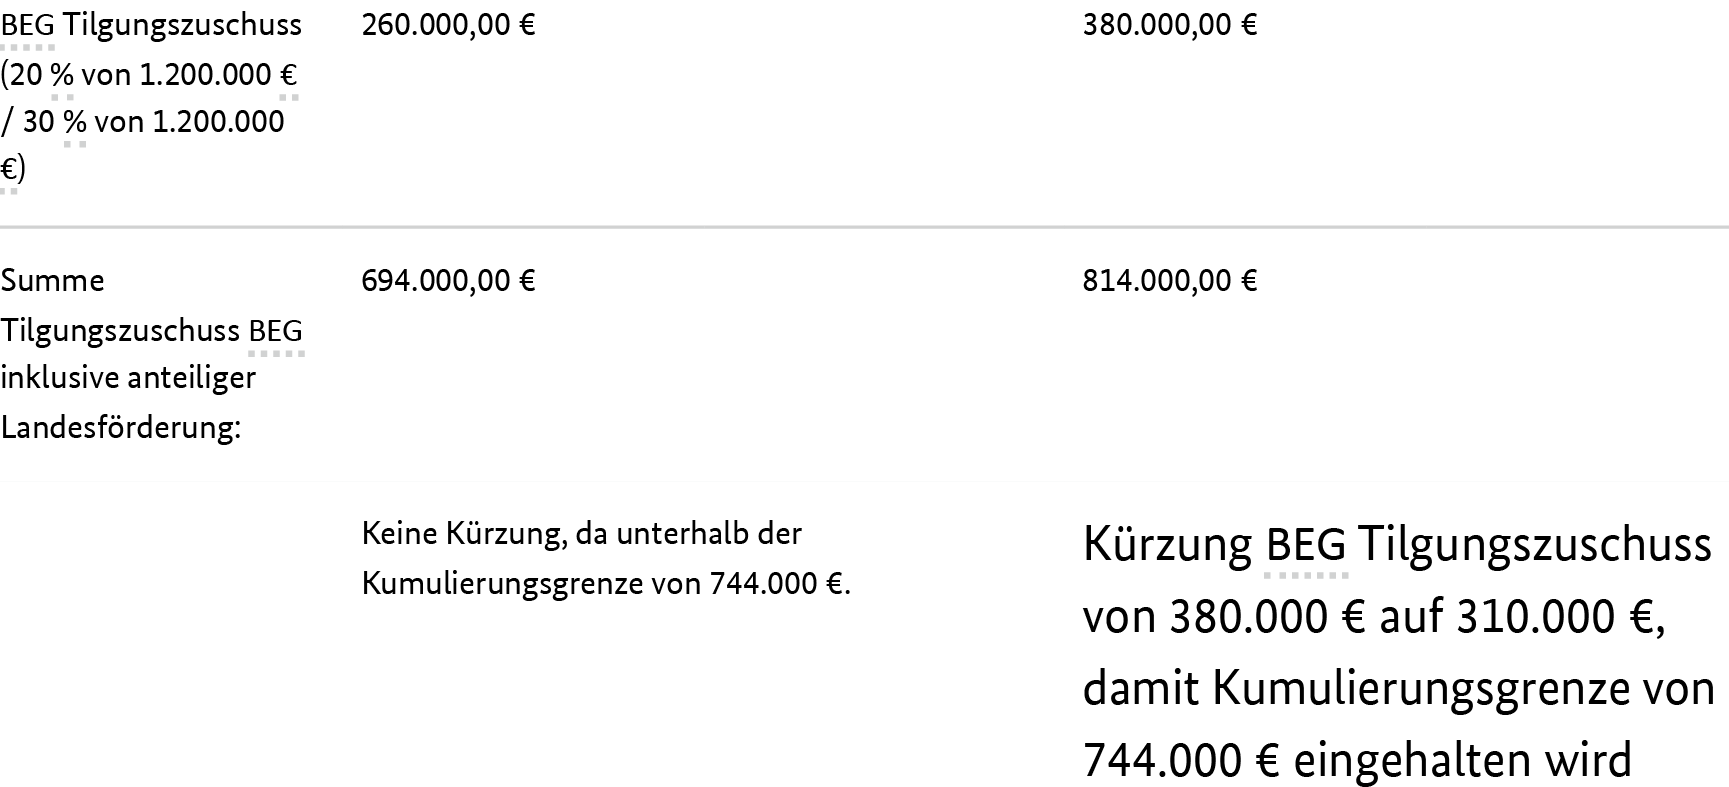 BEG Tilgungszuschuss
(20 % von 1.200.000 €
/ 30 % von 1.200.000
€)
260.000,00 €
380.000,00 €
Summe
Tilgungszuschuss BEG
inklusive anteiliger
Landesförderung:
694.000,00 €
814.000,00 €
Keine Kürzung, da unterhalb der
Kumulierungsgrenze von 744.000 €.
Kürzung BEG Tilgungszuschuss
von 380.000 € auf 310.000 €,
damit Kumulierungsgrenze von
744.000 € eingehalten wird